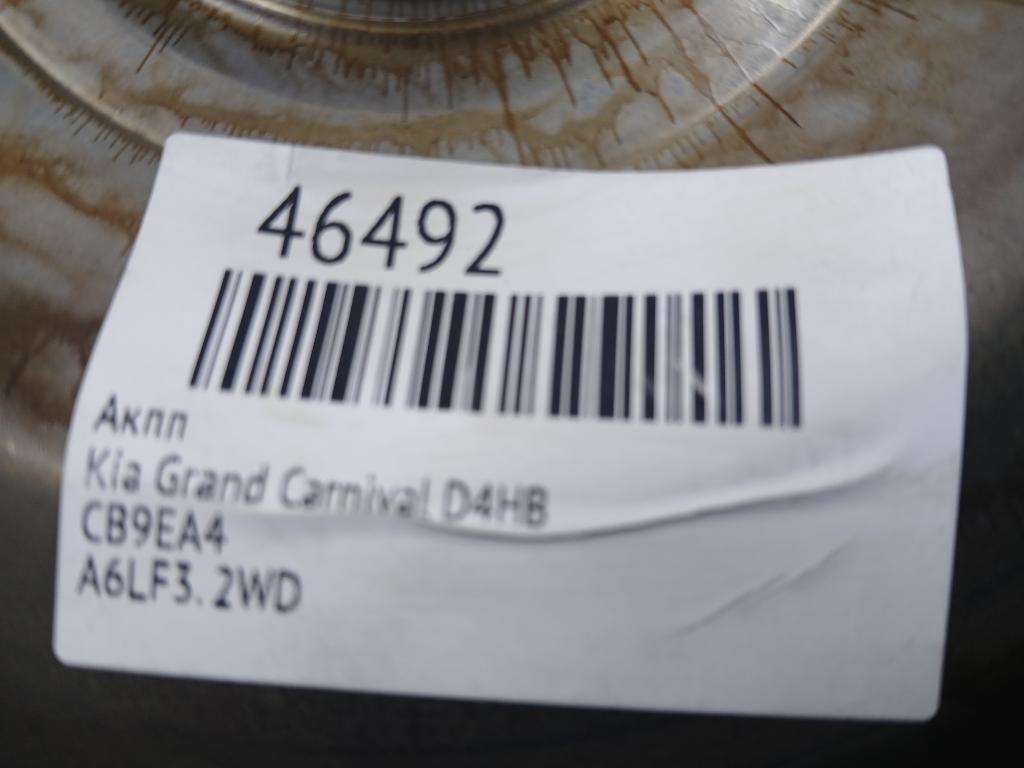 46492
Акпп
Kia Grand Carnival D4HB
CB9EA4
A6LF3. 2WD